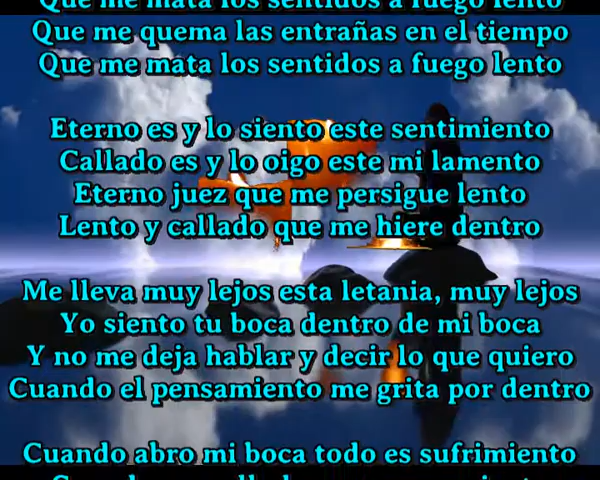 Que me mata los sentidos a fuego lento
Que me quema las entrañas en el tiempo
Que me mata los sentidos a fuego lento
Eterno es y lo siento este sentimiento
Callado es y lo oigo este mi lamento
Eterno juez que me persigue lento
Lento y callado que me hiere dentro
Me lleva muy lejos esta letania, muy lejos
Yo siento tu boca dentro de mi boca
Y no me deja hablar y decir lo que quiero
Cuando el pensamiento me grita por dentro
Cuando abro mi boca todo es sufrimiento